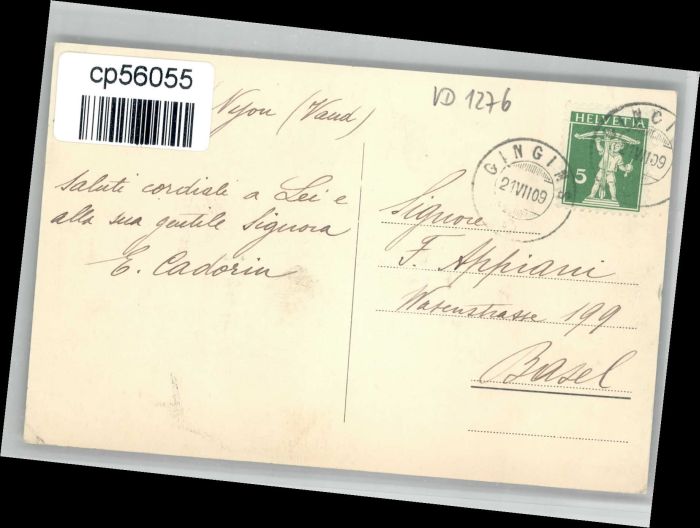 cp56055
VD 1276
Nyon (Vaud)
HELVETIA
5
GINGINS
21 VII 09
Saluti cordiali a Lei e
alla sua gentile Signora
E. Cadorin
Signore
F. Appiani
199
Basel